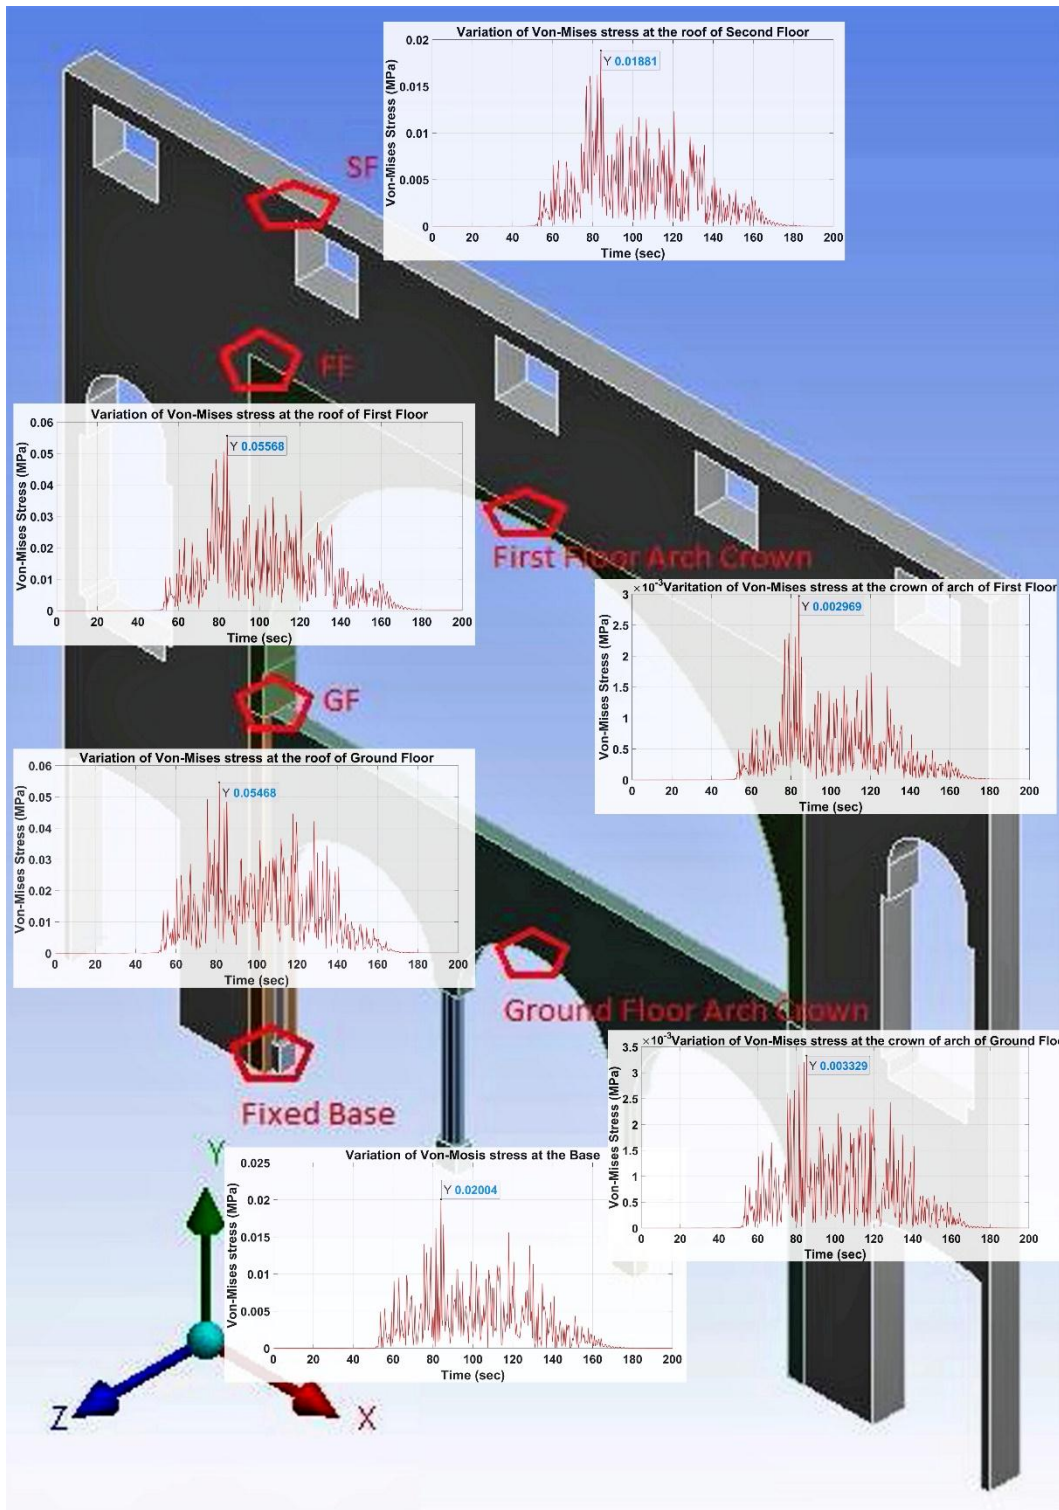 Variation of Von-Mises stress at the roof of Second Floor
Von-Mises Stress (MPa)
0.02
0.015
0.01
0.005
0
Y 0.01881
0 20 40 60 80 100 120 140 160 180 200
Time (sec)
SF
FF
Variation of Von-Mises stress at the roof of First Floor
Von-Mises Stress (MPa)
0.06
0.05
0.04
0.03
0.02
0.01
0
Y 0.05568
0 20 40 60 80 100 120 140 160 180 200
Time (sec)
First Floor Arch Crown
×10⁻³ Varitation of Von-Mises stress at the crown of arch of First Floor
Von-Mises Stress (MPa)
3
2.5
2
1.5
1
0.5
0
Y 0.002969
0 20 40 60 80 100 120 140 160 180 200
Time (sec)
GF
Variation of Von-Mises stress at the roof of Ground Floor
Von-Mises Stress (MPa)
0.06
0.05
0.04
0.03
0.02
0.01
0
Y 0.05468
0 20 40 60 80 100 120 140 160 180 200
Time (sec)
Ground Floor Arch Crown
×10⁻³ Variation of Von-Mises stress at the crown of arch of Ground Floo
Von-Mises Stress (MPa)
3.5
3
2.5
2
1.5
1
0.5
0
Y 0.003329
0 20 40 60 80 100 120 140 160 180 200
Time (sec)
Fixed Base
Variation of Von-Mosis stress at the Base
Von-Mises stress (MPa)
0.025
0.02
0.015
0.01
0.005
0
Y 0.02004
0 20 40 60 80 100 120 140 160 180 200
Time (sec)
Y
Z
X